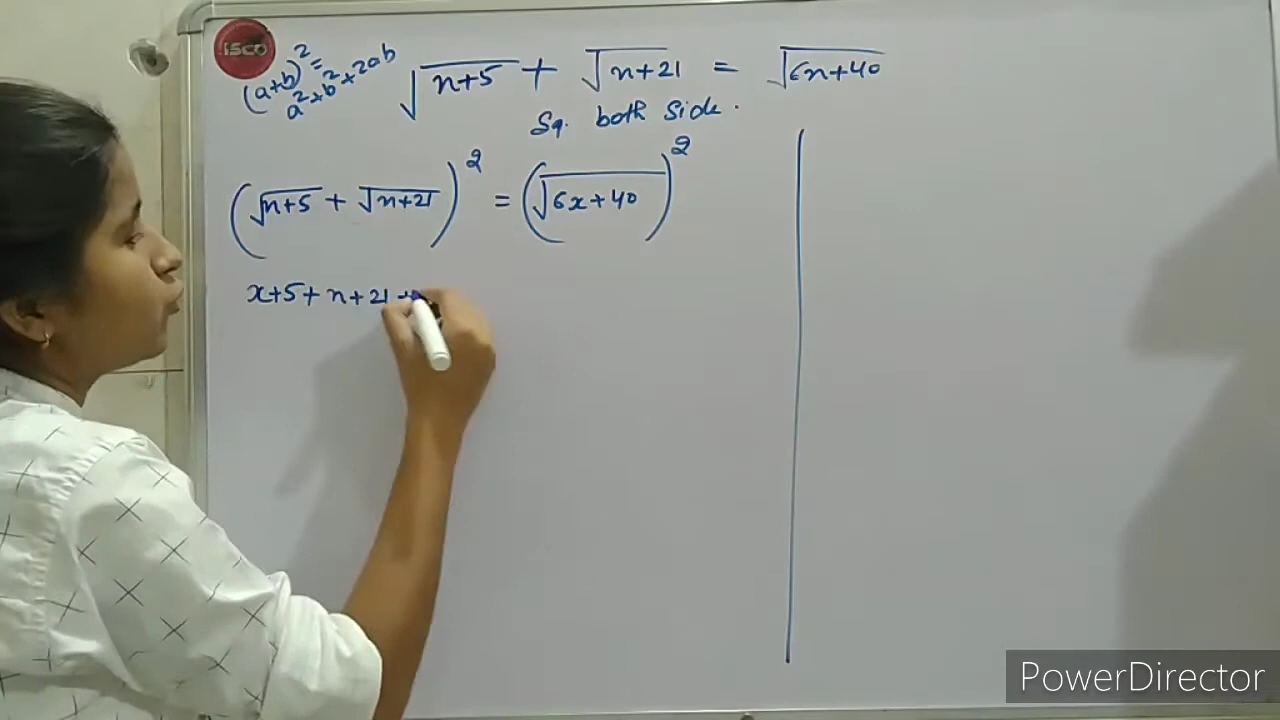 iSCO
(a+b)² =
a²+b²+2ab
√n+5 + √n+21 = √6n+40
Sq. both side.
(√n+5 + √n+21)² = (√6x+40)²
x+5+n+21+
PowerDirector